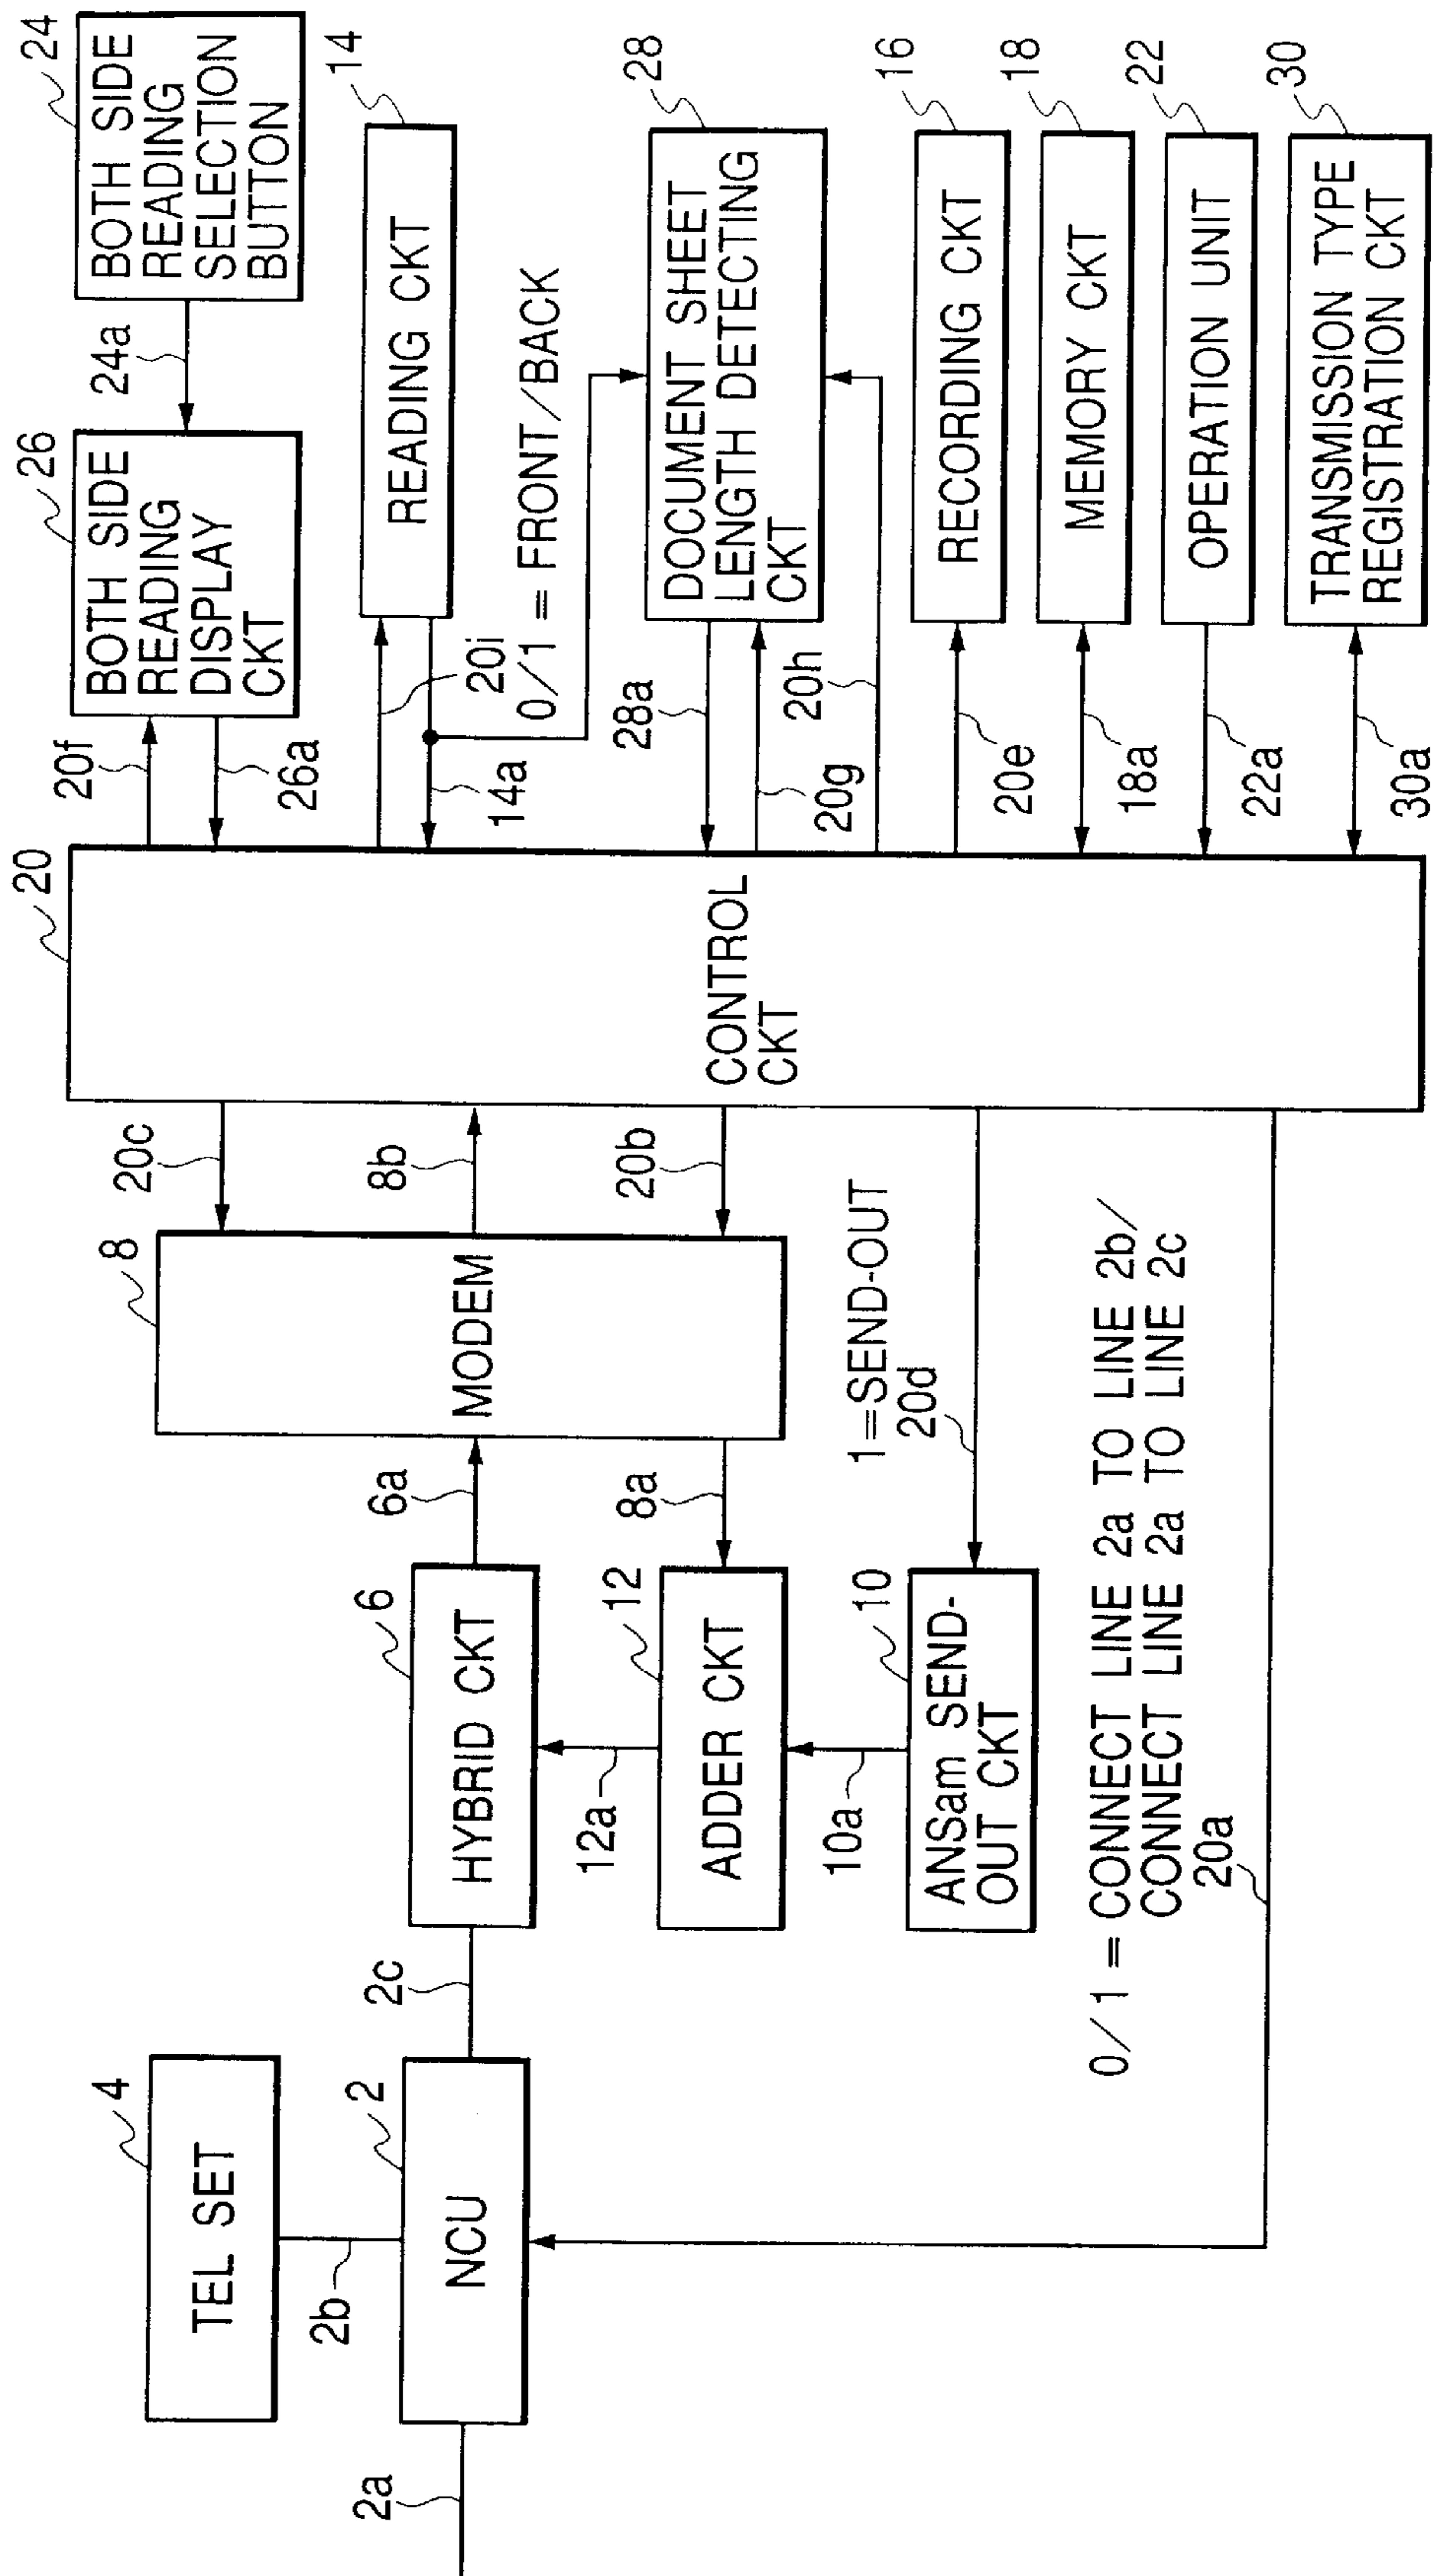 2a
TEL SET
4
2b
NCU
2
2c
HYBRID CKT
6
6a
12a
ADDER CKT
12
8a
10a
ANSam SEND-
OUT CKT
10
MODEM
8
20c
8b
20b
1=SEND-OUT
20d
0/1 = CONNECT LINE 2a TO LINE 2b/
CONNECT LINE 2a TO LINE 2c
20a
CONTROL
CKT
20
20f
26a
BOTH SIDE
READING
DISPLAY
CKT
26
24a
BOTH SIDE
READING
SELECTION
BUTTON
24
20i
14a
READING CKT
14
0/1 = FRONT/BACK
28a
20g
20h
DOCUMENT SHEET
LENGTH DETECTING
CKT
28
20e
RECORDING CKT
16
18a
MEMORY CKT
18
22a
OPERATION UNIT
22
30a
TRANSMISSION TYPE
REGISTRATION CKT
30